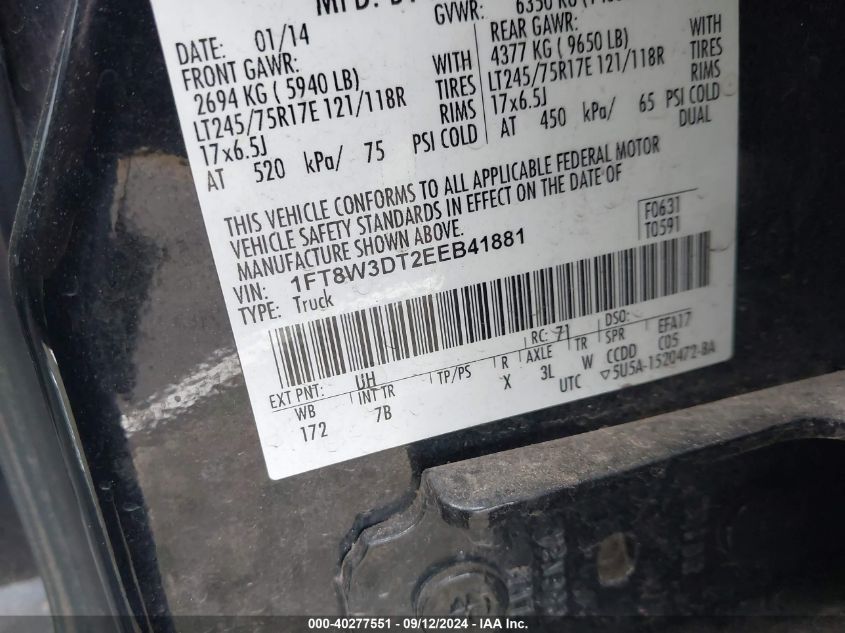 GVWR:
DATE: 01/14
FRONT GAWR:
2694 KG ( 5940 LB) WITH
LT245/75R17E 121/118R TIRES
17x6.5J RIMS
AT 520 kPa/ 75 PSI COLD
REAR GAWR:
4377 KG ( 9650 LB) WITH
LT245/75R17E 121/118R TIRES
17x6.5J RIMS
AT 450 kPa/ 65 PSI COLD
DUAL
THIS VEHICLE CONFORMS TO ALL APPLICABLE FEDERAL MOTOR
VEHICLE SAFETY STANDARDS IN EFFECT ON THE DATE OF
MANUFACTURE SHOWN ABOVE.
F0631
T0591
VIN: 1FT8W3DT2EEB41881
TYPE: Truck
RC: 71 DSO:
EXT PNT: UH TP/PS R AXLE TR SPR EFA17
WB INT TR X 3L W CCDD C05
172 7B UTC ▽5U5A-1520472-BA
000-40277551 - 09/12/2024 - IAAI.com.